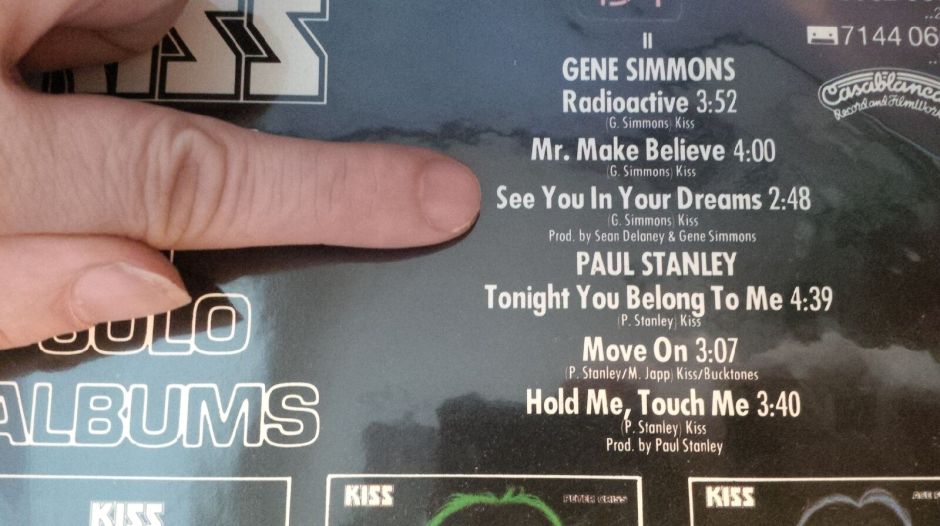 KISS
II
7144 06
GENE SIMMONS
Casablanca
Record and FilmWorks
Radioactive 3:52
(G. Simmons) Kiss
Mr. Make Believe 4:00
(G. Simmons) Kiss
See You In Your Dreams 2:48
(G. Simmons) Kiss
Prod. by Sean Delaney & Gene Simmons
PAUL STANLEY
Tonight You Belong To Me 4:39
(P. Stanley) Kiss
SOLO
Move On 3:07
(P. Stanley/M. Japp) Kiss/Bucktones
ALBUMS
Hold Me, Touch Me 3:40
(P. Stanley) Kiss
Prod. by Paul Stanley
KISS
KISS
PETER CRISS
KISS
ACE F